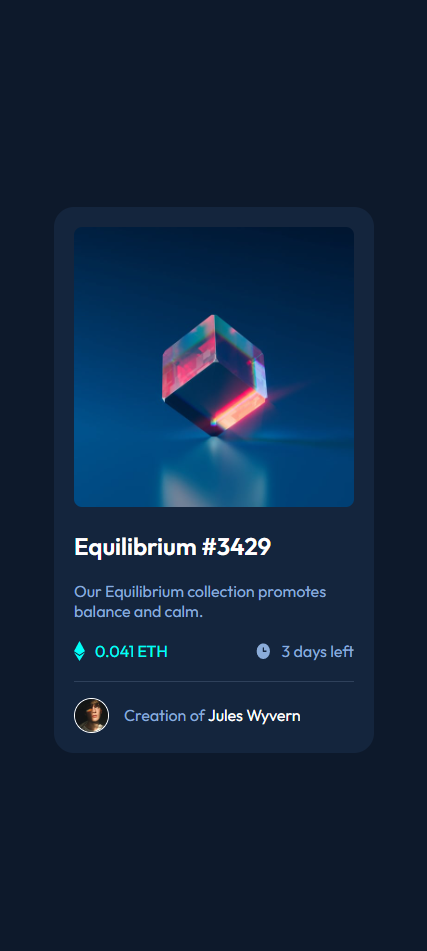 Equilibrium #3429
Our Equilibrium collection promotes
balance and calm.
0.041 ETH
3 days left
Creation of Jules Wyvern